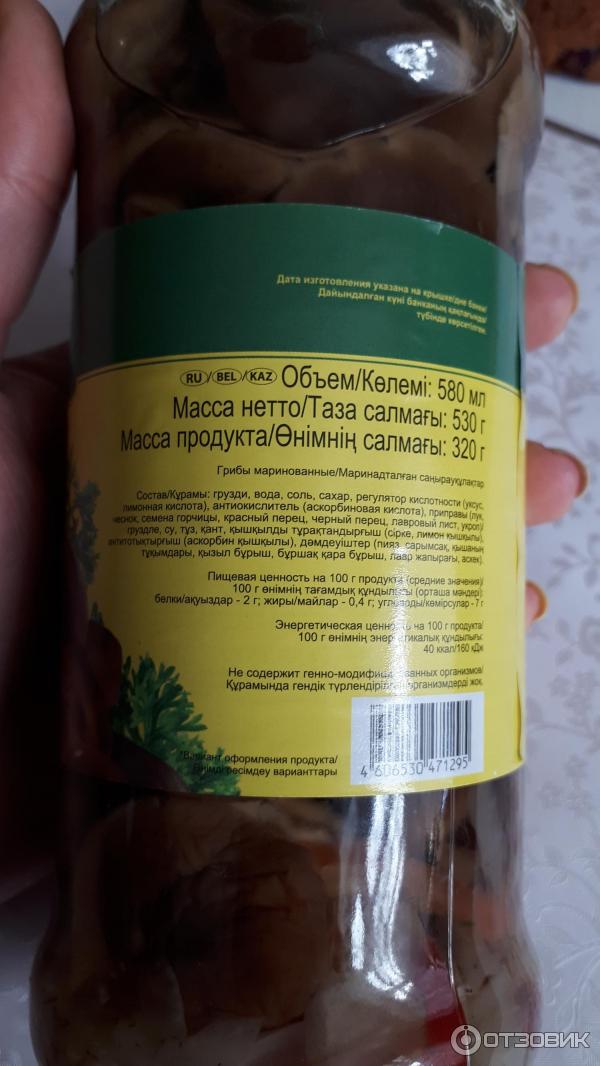 Дата изготовления указана на крышке/дне банки/
Дайындалған күні банканың қақпағында/
түбінде көрсетілген.
RU / BEL / KAZ Объем/Көлемі: 580 мл
Масса нетто/Таза салмағы: 530 г
Масса продукта/Өнімнің салмағы: 320 г
Грибы маринованные/Маринадталған саңырауқұлақтар
Состав/Құрамы: грузди, вода, соль, сахар, регулятор кислотности (уксус,
лимонная кислота), антиокислитель (аскорбиновая кислота), приправы (лук,
чеснок, семена горчицы, красный перец, черный перец, лавровый лист, укроп)/
груздле, су, тұз, қант, қышқылды тұрақтандырғыш (сірке, лимон қышқылы),
антитотықтырғыш (аскорбин қышқылы), дәмдеуіштер (пияз, сарымсақ, қышаның
тұқымдары, қызыл бұрыш, бұршақ қара бұрыш, лавр жапырағы, аскек).
Пищевая ценность на 100 г продукта (средние значения)/
100 г өнімнің тағамдық құндылығы (орташа мәндері):
белки/ақуыздар - 2 г; жиры/майлар - 0,4 г; углеводы/көмірсулар - 7 г
Энергетическая ценность на 100 г продукта/
100 г өнімнің энергетикалық құндылығы:
40 ккал/160 кДж
Не содержит генно-модифицированных организмов/
Құрамында гендік түрлендірілген организмдерді жоқ.
*Вариант оформления продукта/
Өнімді ресімдеу варианттары
4 606530 471295
ОТЗОВИК